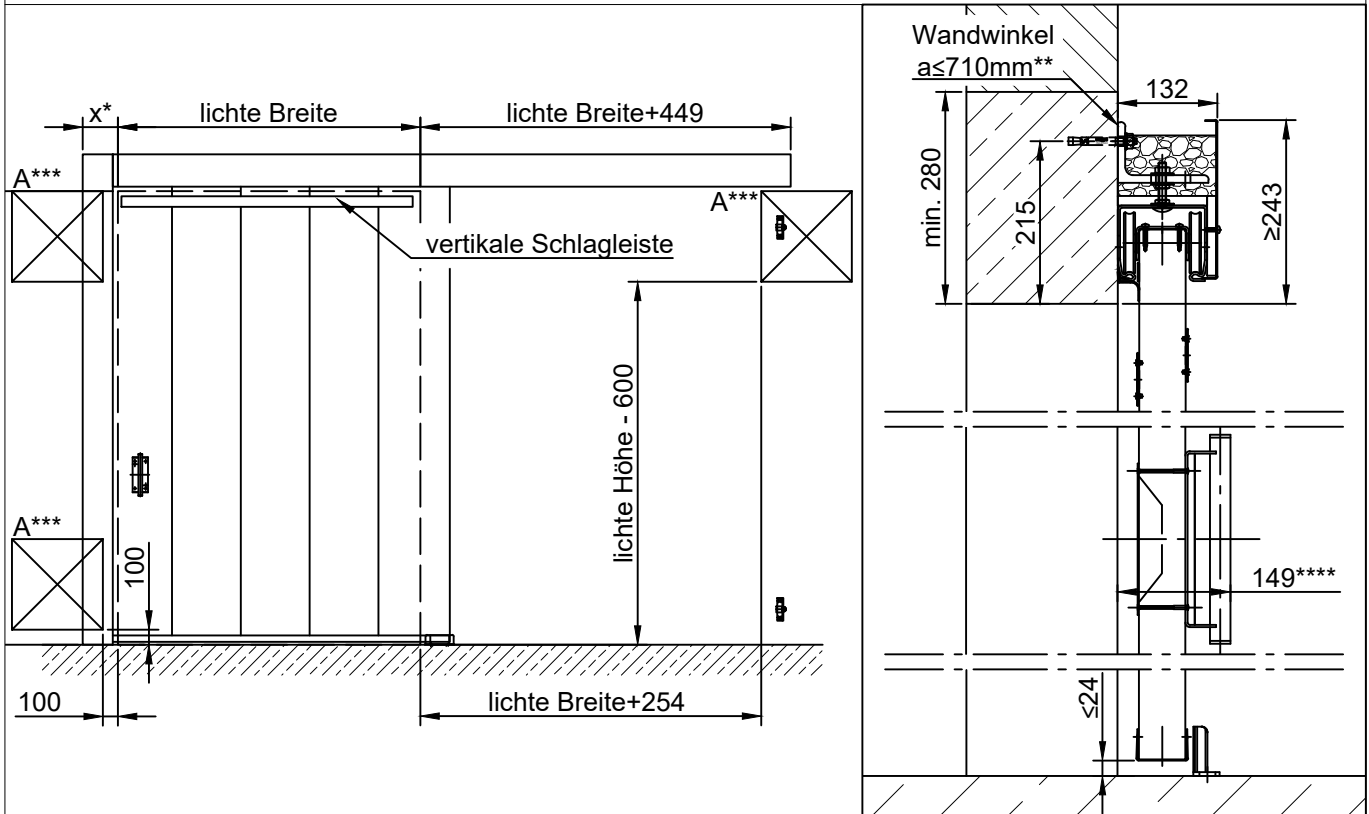 x*
lichte Breite
lichte Breite+449
A***
A***
vertikale Schlagleiste
lichte Höhe - 600
A***
100
100
lichte Breite+254
Wandwinkel
a≤710mm**
132
min. 280
215
≥243
149****
≤24